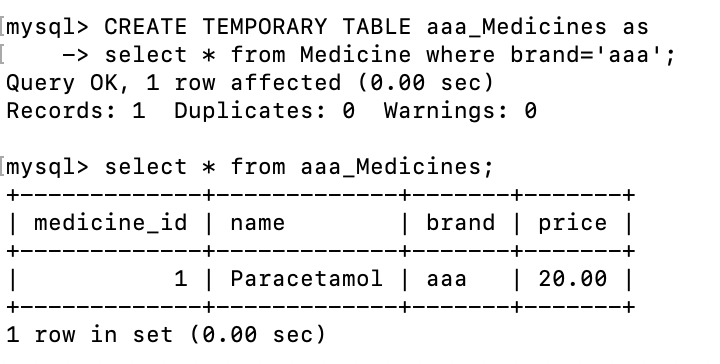 [mysql> CREATE TEMPORARY TABLE aaa_Medicines as
[    -> select * from Medicine where brand='aaa';
Query OK, 1 row affected (0.00 sec)
Records: 1  Duplicates: 0  Warnings: 0
[mysql> select * from aaa_Medicines;
+-------------+-------------+-------+-------+
| medicine_id | name        | brand | price |
+-------------+-------------+-------+-------+
|           1 | Paracetamol | aaa   | 20.00 |
+-------------+-------------+-------+-------+
1 row in set (0.00 sec)